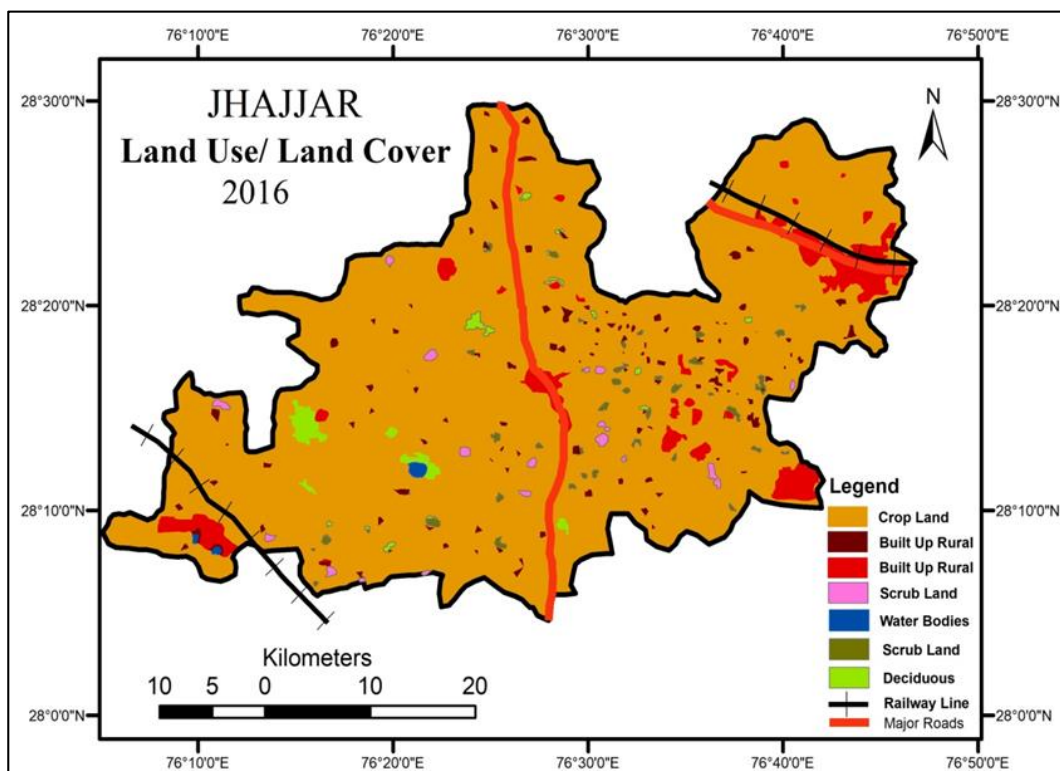 76°10'0"E 76°20'0"E 76°30'0"E 76°40'0"E 76°50'0"E
JHAJJAR
Land Use/ Land Cover
2016
N
28°30'0"N 28°30'0"N
28°20'0"N 28°20'0"N
28°10'0"N 28°10'0"N
28°0'0"N 28°0'0"N
Legend
Crop Land
Built Up Rural
Built Up Rural
Scrub Land
Water Bodies
Scrub Land
Deciduous
Railway Line
Major Roads
Kilometers
10 5 0 10 20
76°10'0"E 76°20'0"E 76°30'0"E 76°40'0"E 76°50'0"E